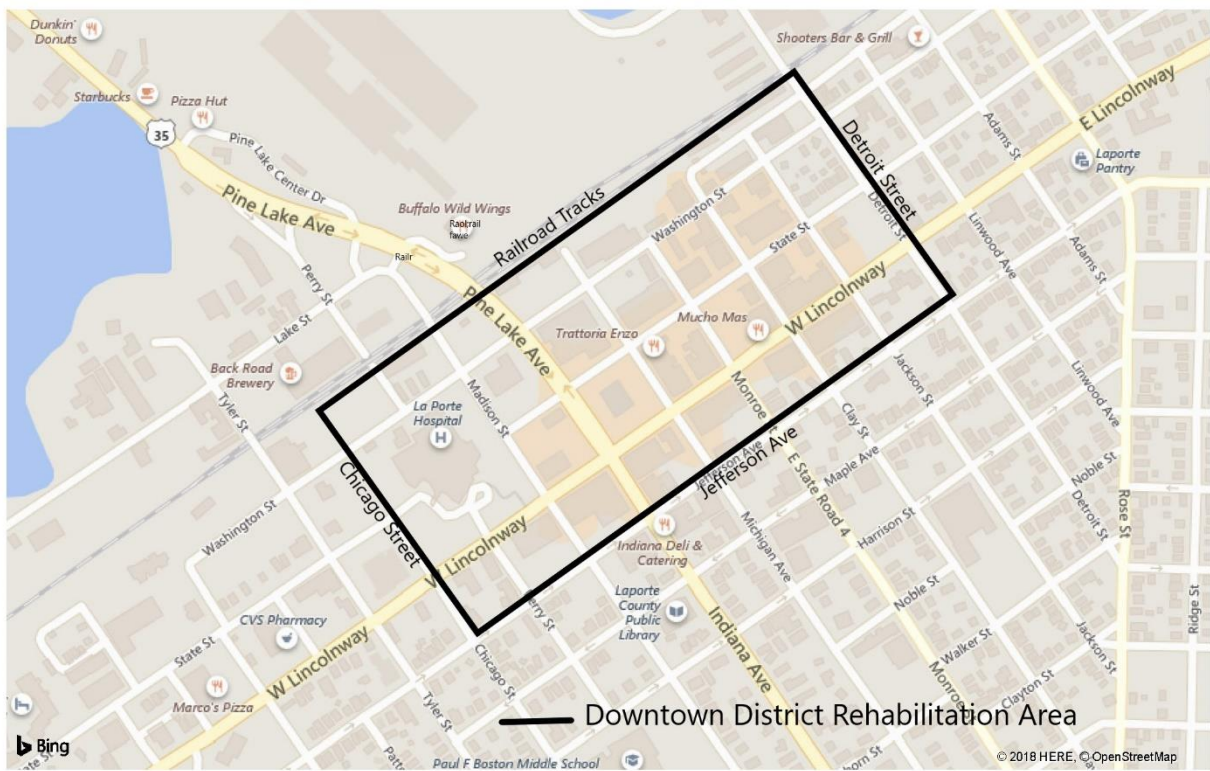 Dunkin'
Donuts
Shooters Bar & Grill
E Lincolnway
Starbucks
Pizza Hut
35
Pine Lake Center Dr
Adams St
Detroit Street
Laporte
Pantry
Pine Lake Ave
Buffalo Wild Wings
Railroad Tracks
Washington St
Detroit St
State St
Linwood Ave
Adams St
Railr
Perry St
Pine Lake Ave
Lake St
Trattoria Enzo
Mucho Mas
W Lincolnway
Back Road
Brewery
Tyler St
La Porte
Hospital
H
Madison St
Monroe St
Jackson St
Linwood Ave
Clay St
Jefferson Ave
Jefferson Ave
Maple Ave
E State Road 4
Noble St
Chicago Street
Washington St
W Lincolnway
Michigan Ave
Harrison St
Detroit St
Rose St
Indiana Deli &
Catering
Noble St
Laporte
County
Public
Library
Perry St
CVS Pharmacy
State St
W Lincolnway
Chicago St
Indiana Ave
Walker St
Jackson St
Ridge St
Marco's Pizza
Tyler St
Monroe
Clayton St
Downtown District Rehabilitation Area
Bing
Paul F Boston Middle School
© 2018 HERE, © OpenStreetMap